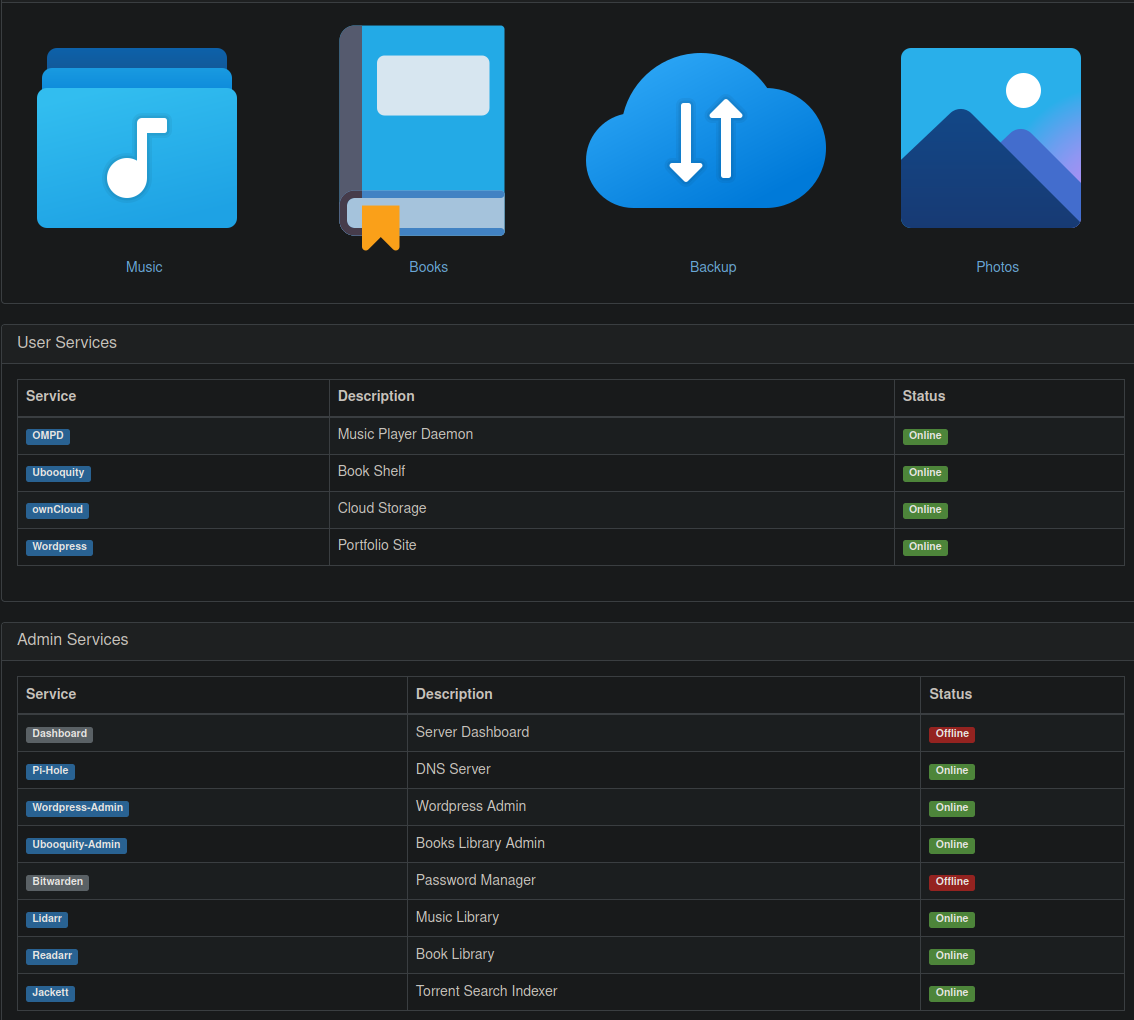 Music Books Backup Photos
User Services
Service Description Status
OMPD Music Player Daemon Online
Ubooquity Book Shelf Online
ownCloud Cloud Storage Online
Wordpress Portfolio Site Online
Admin Services
Service Description Status
Dashboard Server Dashboard Offline
Pi-Hole DNS Server Online
Wordpress-Admin Wordpress Admin Online
Ubooquity-Admin Books Library Admin Online
Bitwarden Password Manager Offline
Lidarr Music Library Online
Readarr Book Library Online
Jackett Torrent Search Indexer Online